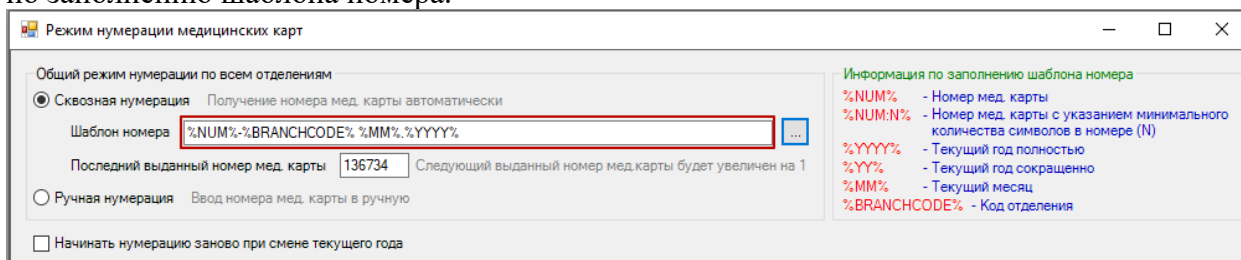 по заполнению шаблона номера.
Режим нумерации медицинских карт
Общий режим нумерации по всем отделениям
Сквозная нумерация Получение номера мед. карты автоматически
Шаблон номера %NUM%-%BRANCHCODE% %MM%.%YYYY% ...
Последний выданный номер мед. карты 136734 Следующий выданный номер мед.карты будет увеличен на 1
Ручная нумерация Ввод номера мед. карты в ручную
Начинать нумерацию заново при смене текущего года
Информация по заполнению шаблона номера
%NUM% - Номер мед. карты
%NUM:N% - Номер мед. карты с указанием минимального
количества символов в номере (N)
%YYYY% - Текущий год полностью
%YY% - Текущий год сокращенно
%MM% - Текущий месяц
%BRANCHCODE% - Код отделения